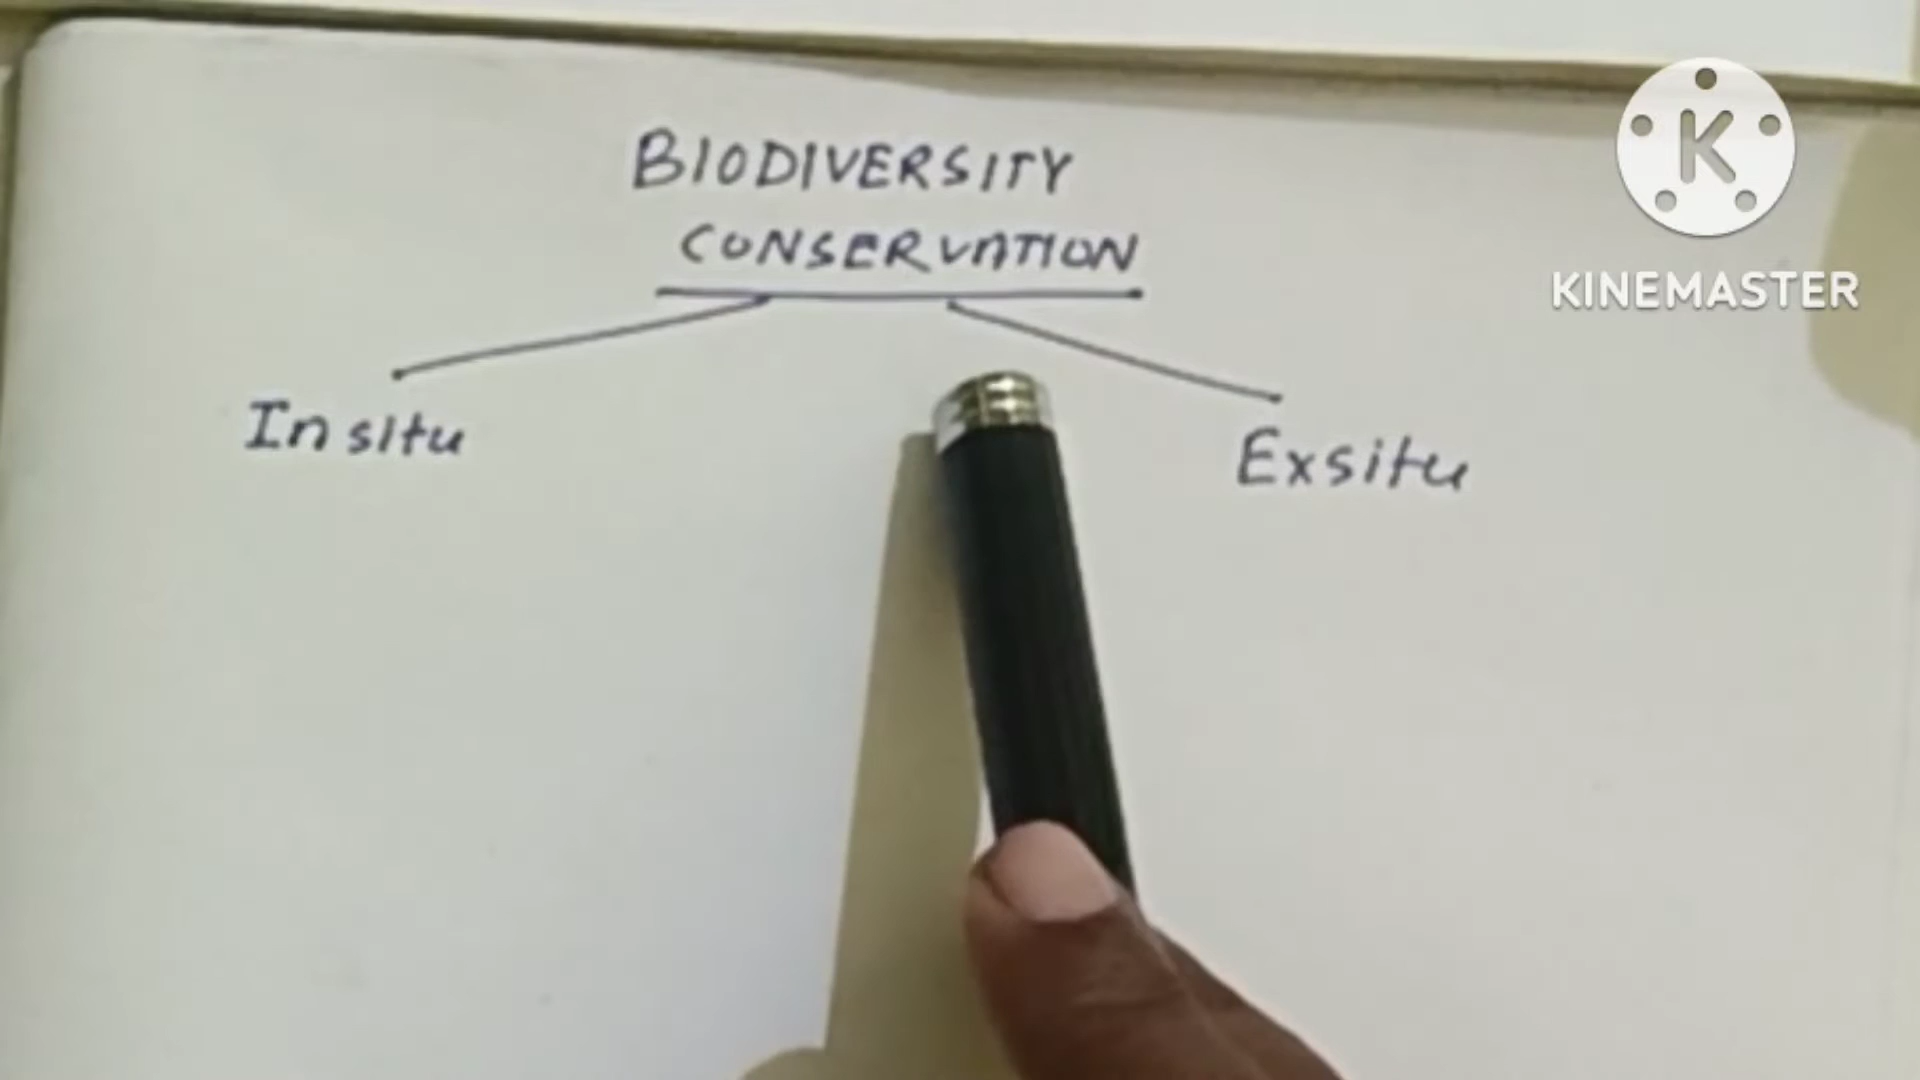 BIODIVERSITY
CONSERVATION
In situ
Exsitu
K
KINEMASTER